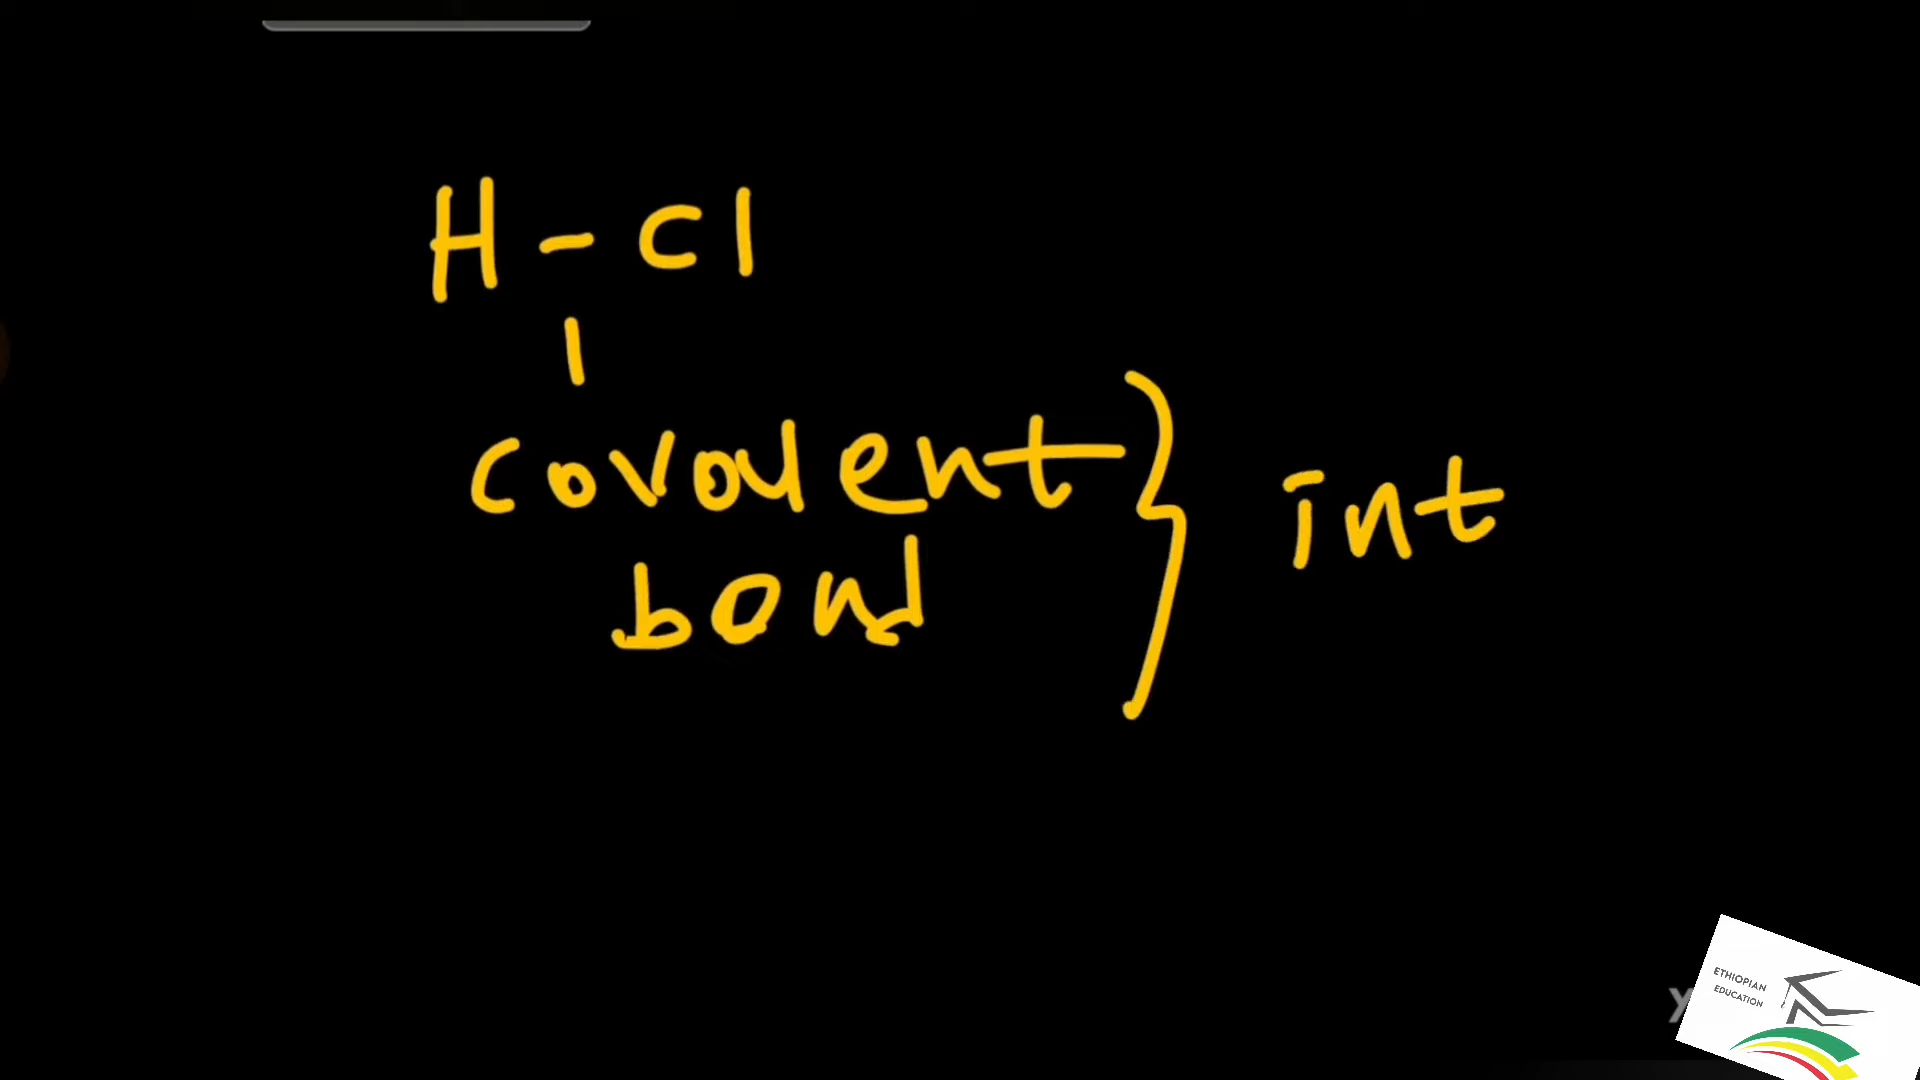 H-Cl
covalent
bond
int
ETHIOPIAN
EDUCATION